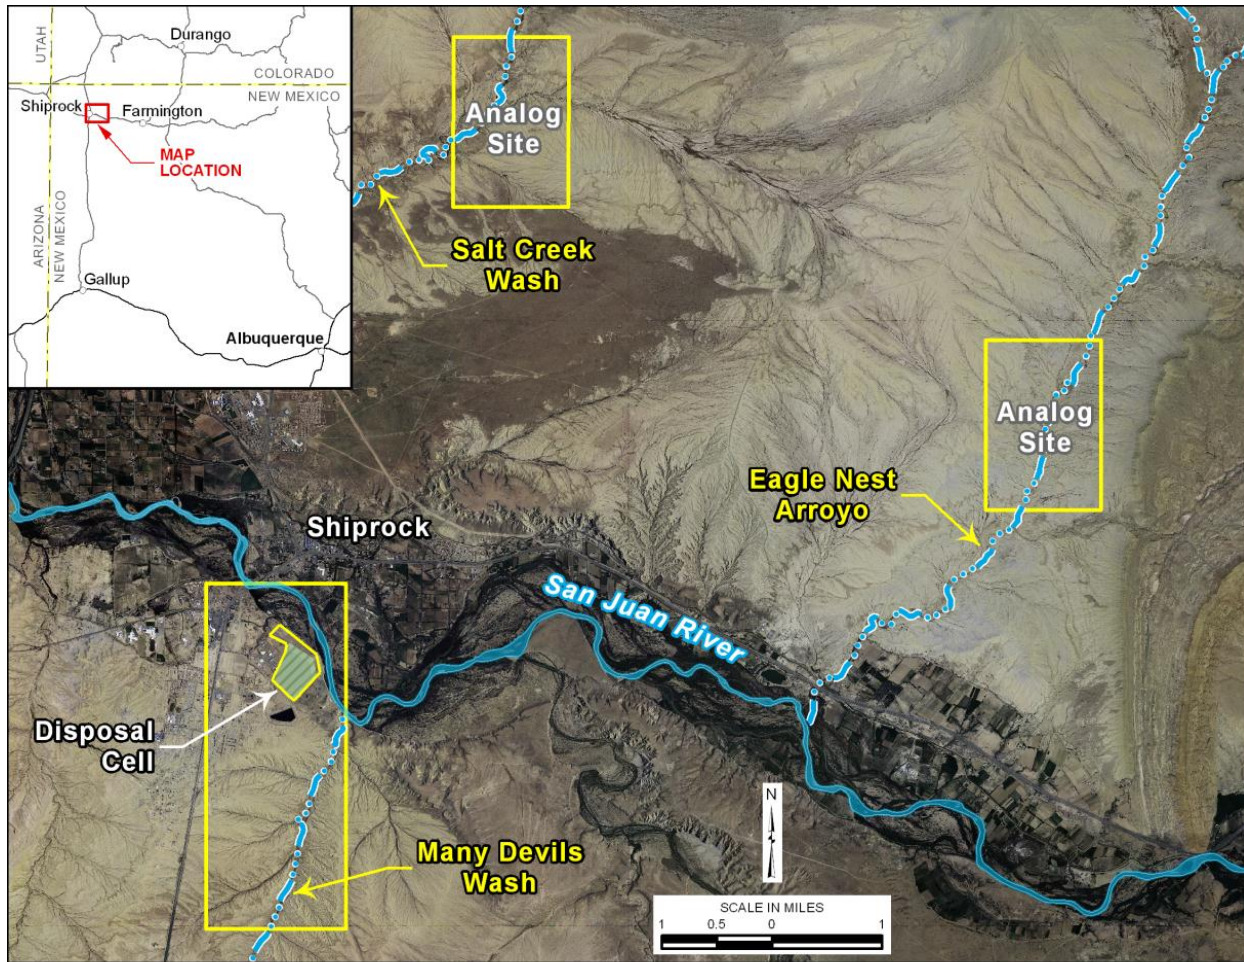 UTAH
Durango
COLORADO
NEW MEXICO
Shiprock
Farmington
MAP
LOCATION
ARIZONA
NEW MEXICO
Gallup
Albuquerque
Analog
Site
Salt Creek
Wash
Analog
Site
Eagle Nest
Arroyo
Shiprock
San Juan River
Disposal
Cell
Many Devils
Wash
N
SCALE IN MILES
1 0.5 0 1